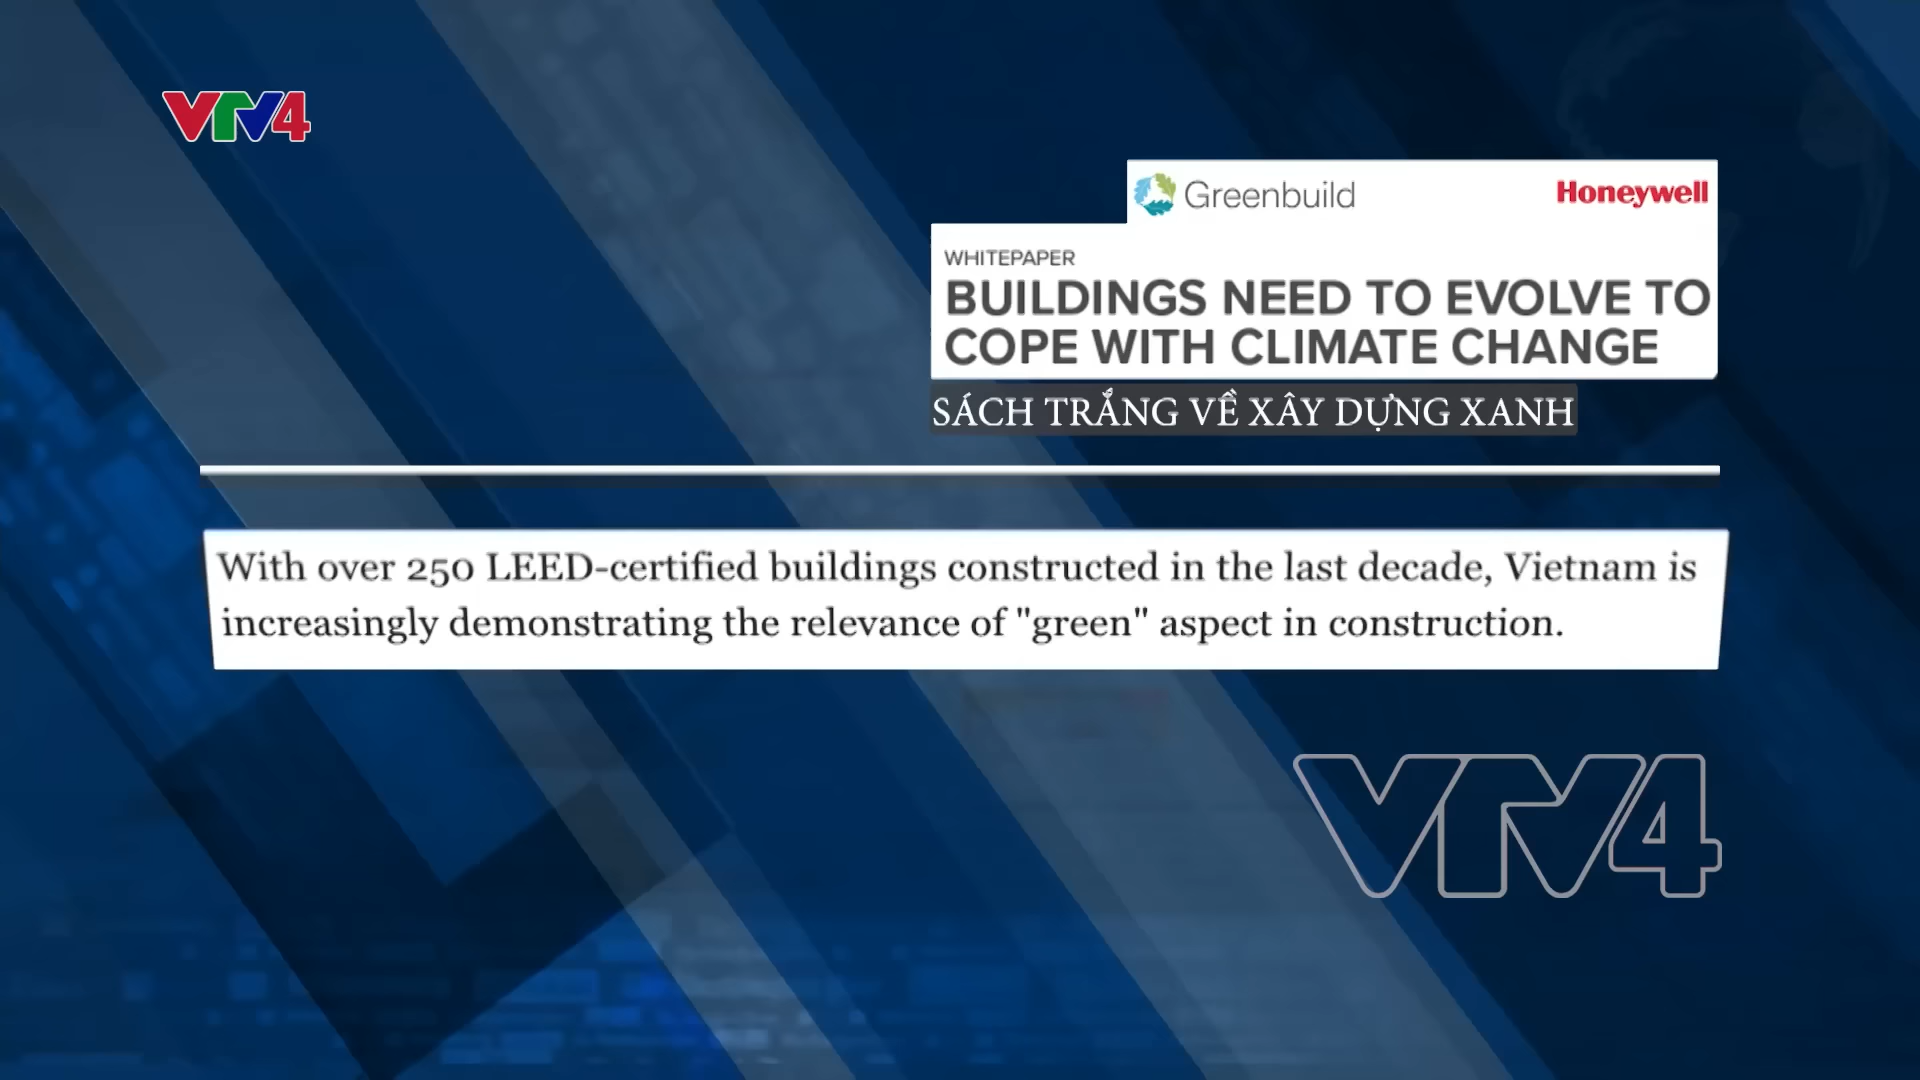 VTV4
Greenbuild
Honeywell
WHITEPAPER
BUILDINGS NEED TO EVOLVE TO
COPE WITH CLIMATE CHANGE
SÁCH TRẮNG VỀ XÂY DỰNG XANH
With over 250 LEED-certified buildings constructed in the last decade, Vietnam is
increasingly demonstrating the relevance of "green" aspect in construction.
VTV4